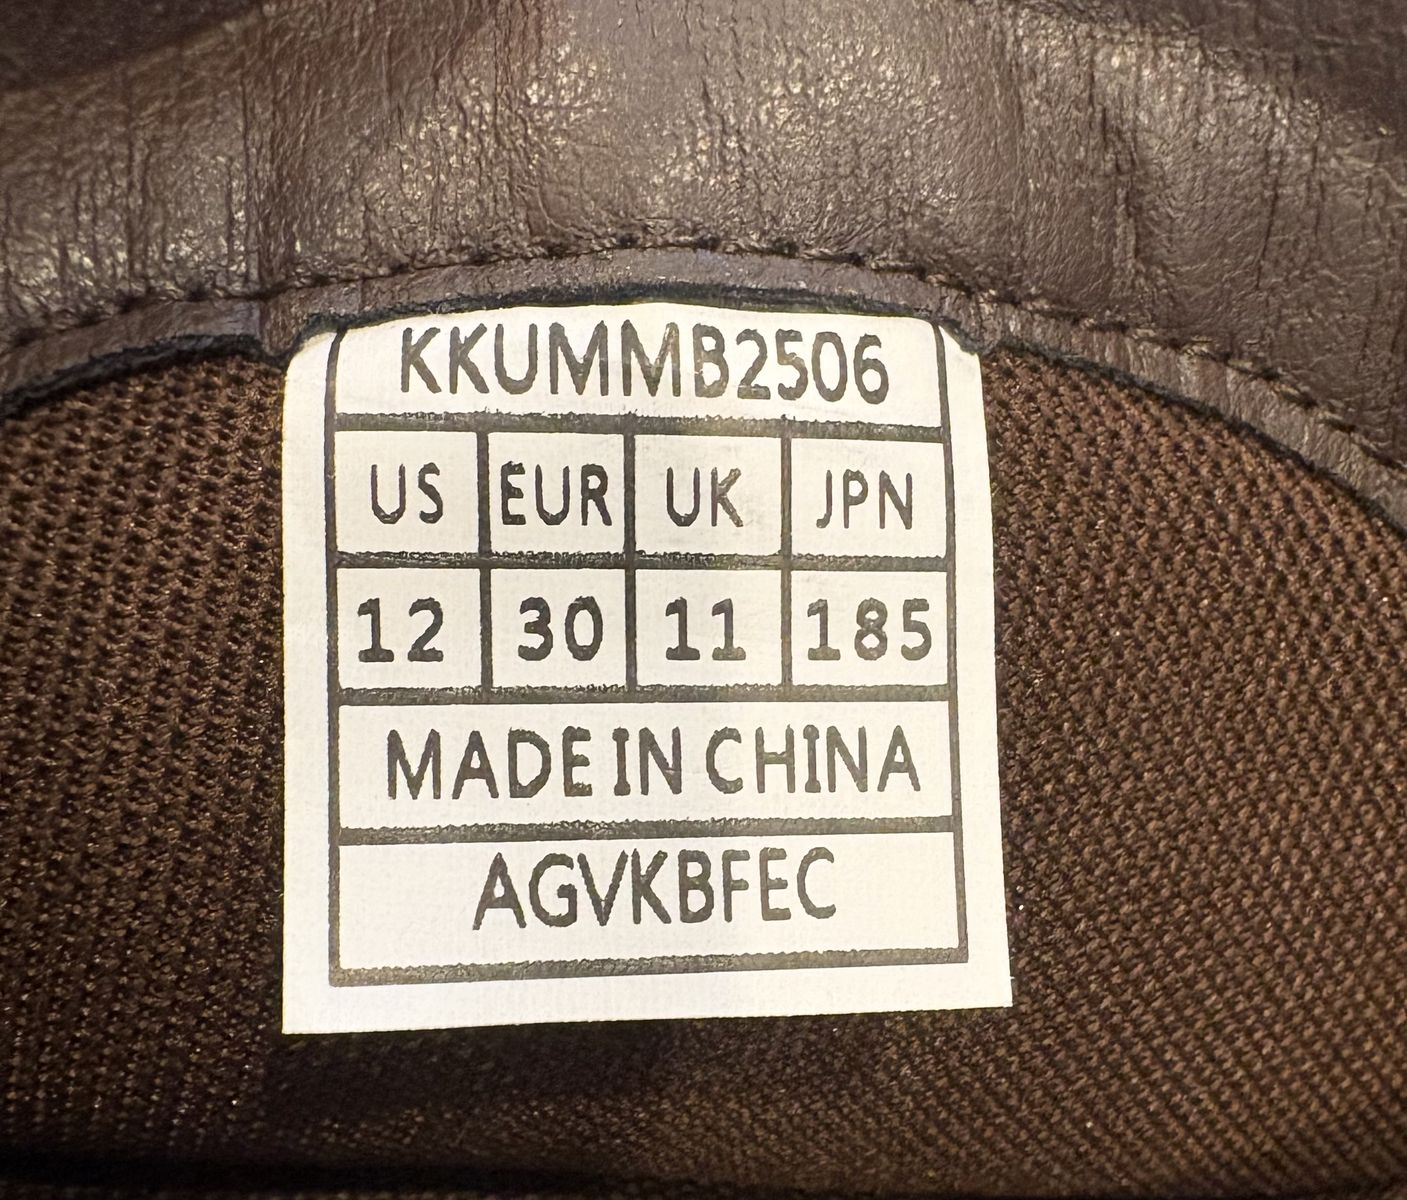 KKUMMB2506
US EUR UK JPN
12 30 11 185
MADE IN CHINA
AGVKBFEC